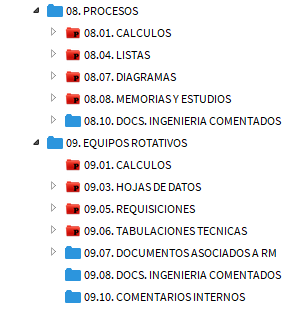 08. PROCESOS
08.01. CALCULOS
08.04. LISTAS
08.07. DIAGRAMAS
08.08. MEMORIAS Y ESTUDIOS
08.10. DOCS. INGENIERIA COMENTADOS
09. EQUIPOS ROTATIVOS
09.01. CALCULOS
09.03. HOJAS DE DATOS
09.05. REQUISICIONES
09.06. TABULACIONES TECNICAS
09.07. DOCUMENTOS ASOCIADOS A RM
09.08. DOCS. INGENIERIA COMENTADOS
09.10. COMENTARIOS INTERNOS